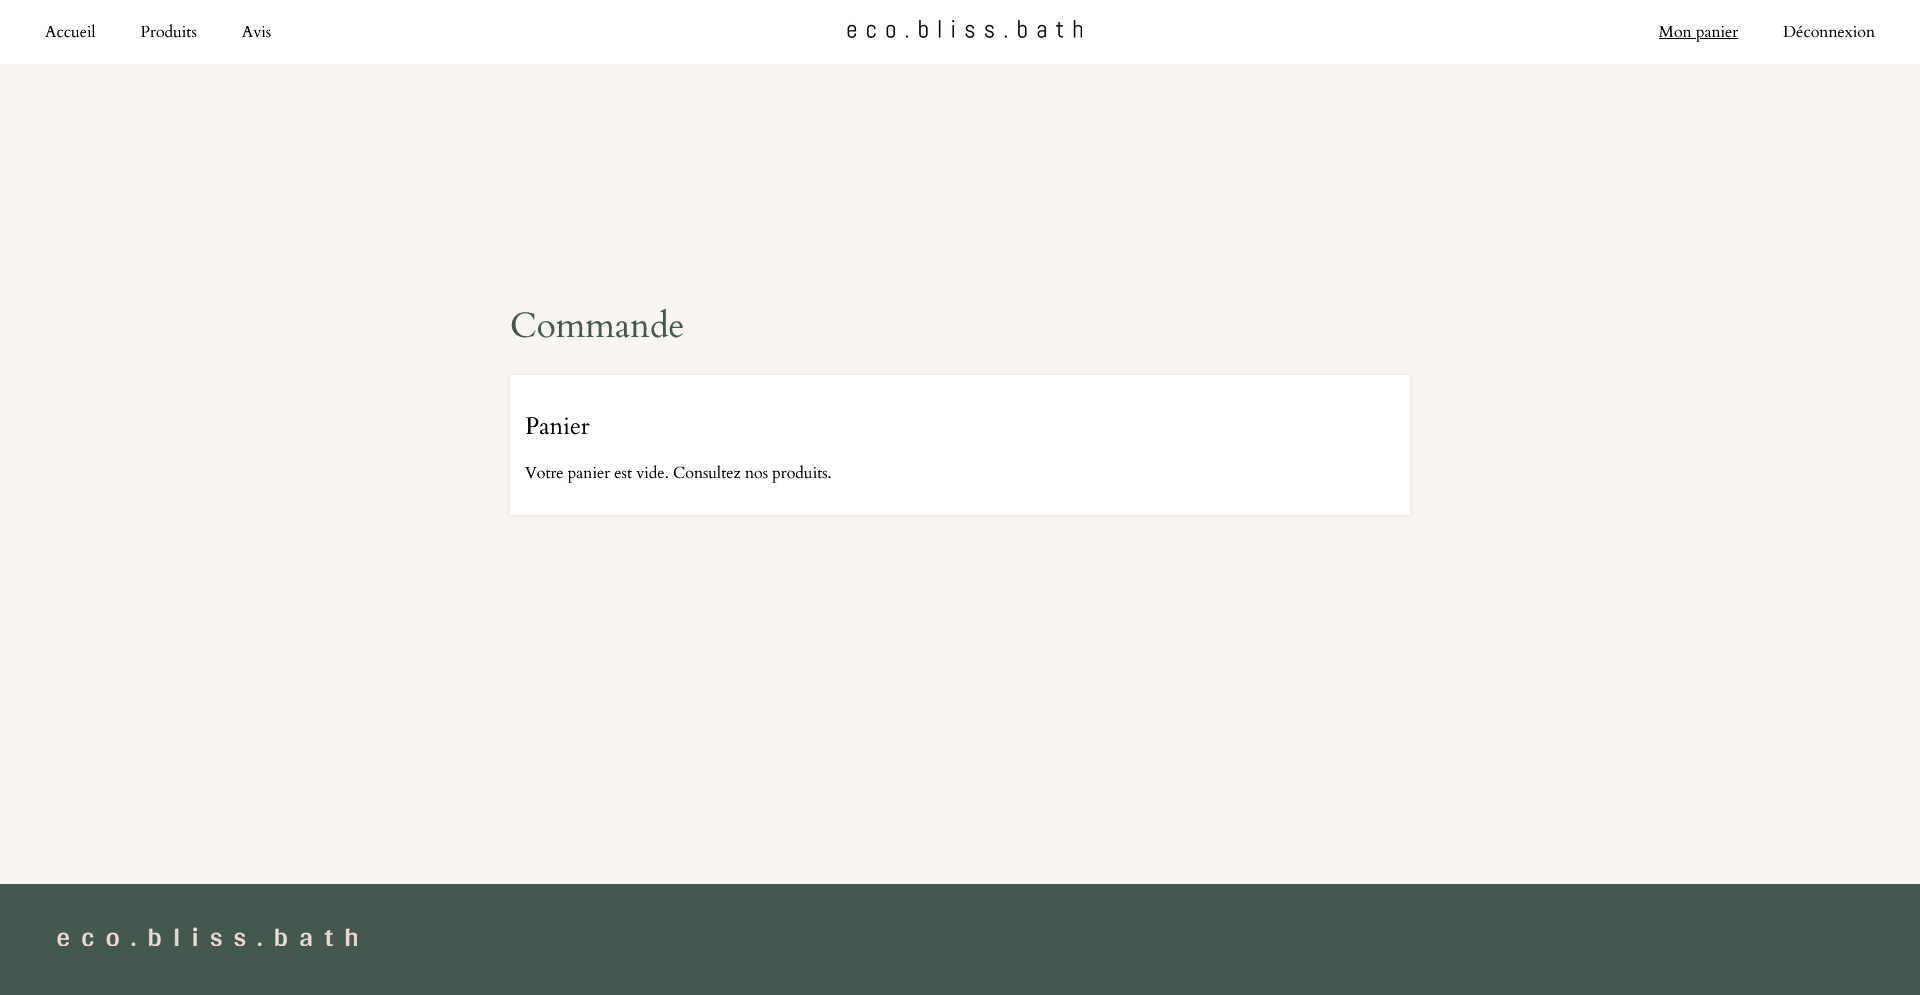 Accueil Produits Avis eco.bliss.bath Mon panier Déconnexion
Commande
Panier
Votre panier est vide. Consultez nos produits.
eco.bliss.bath